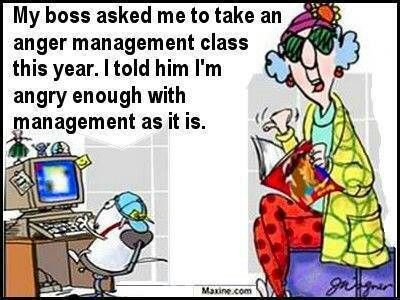 My boss asked me to take an
anger management class
this year. I told him I'm
angry enough with
management as it is.
Maxine.com
JWagner